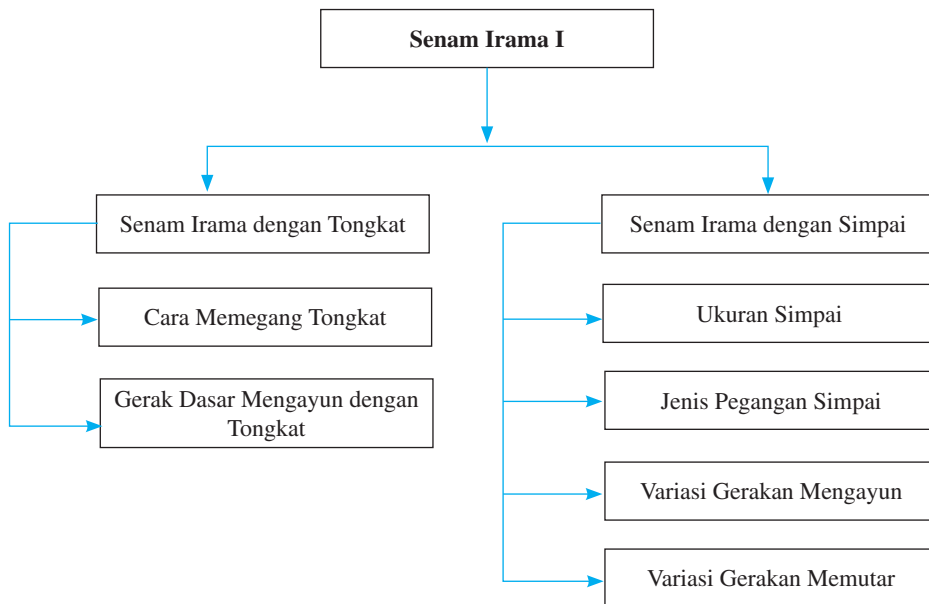 Senam Irama I
Senam Irama dengan Tongkat
Cara Memegang Tongkat
Gerak Dasar Mengayun dengan
Tongkat
Senam Irama dengan Simpai
Ukuran Simpai
Jenis Pegangan Simpai
Variasi Gerakan Mengayun
Variasi Gerakan Memutar